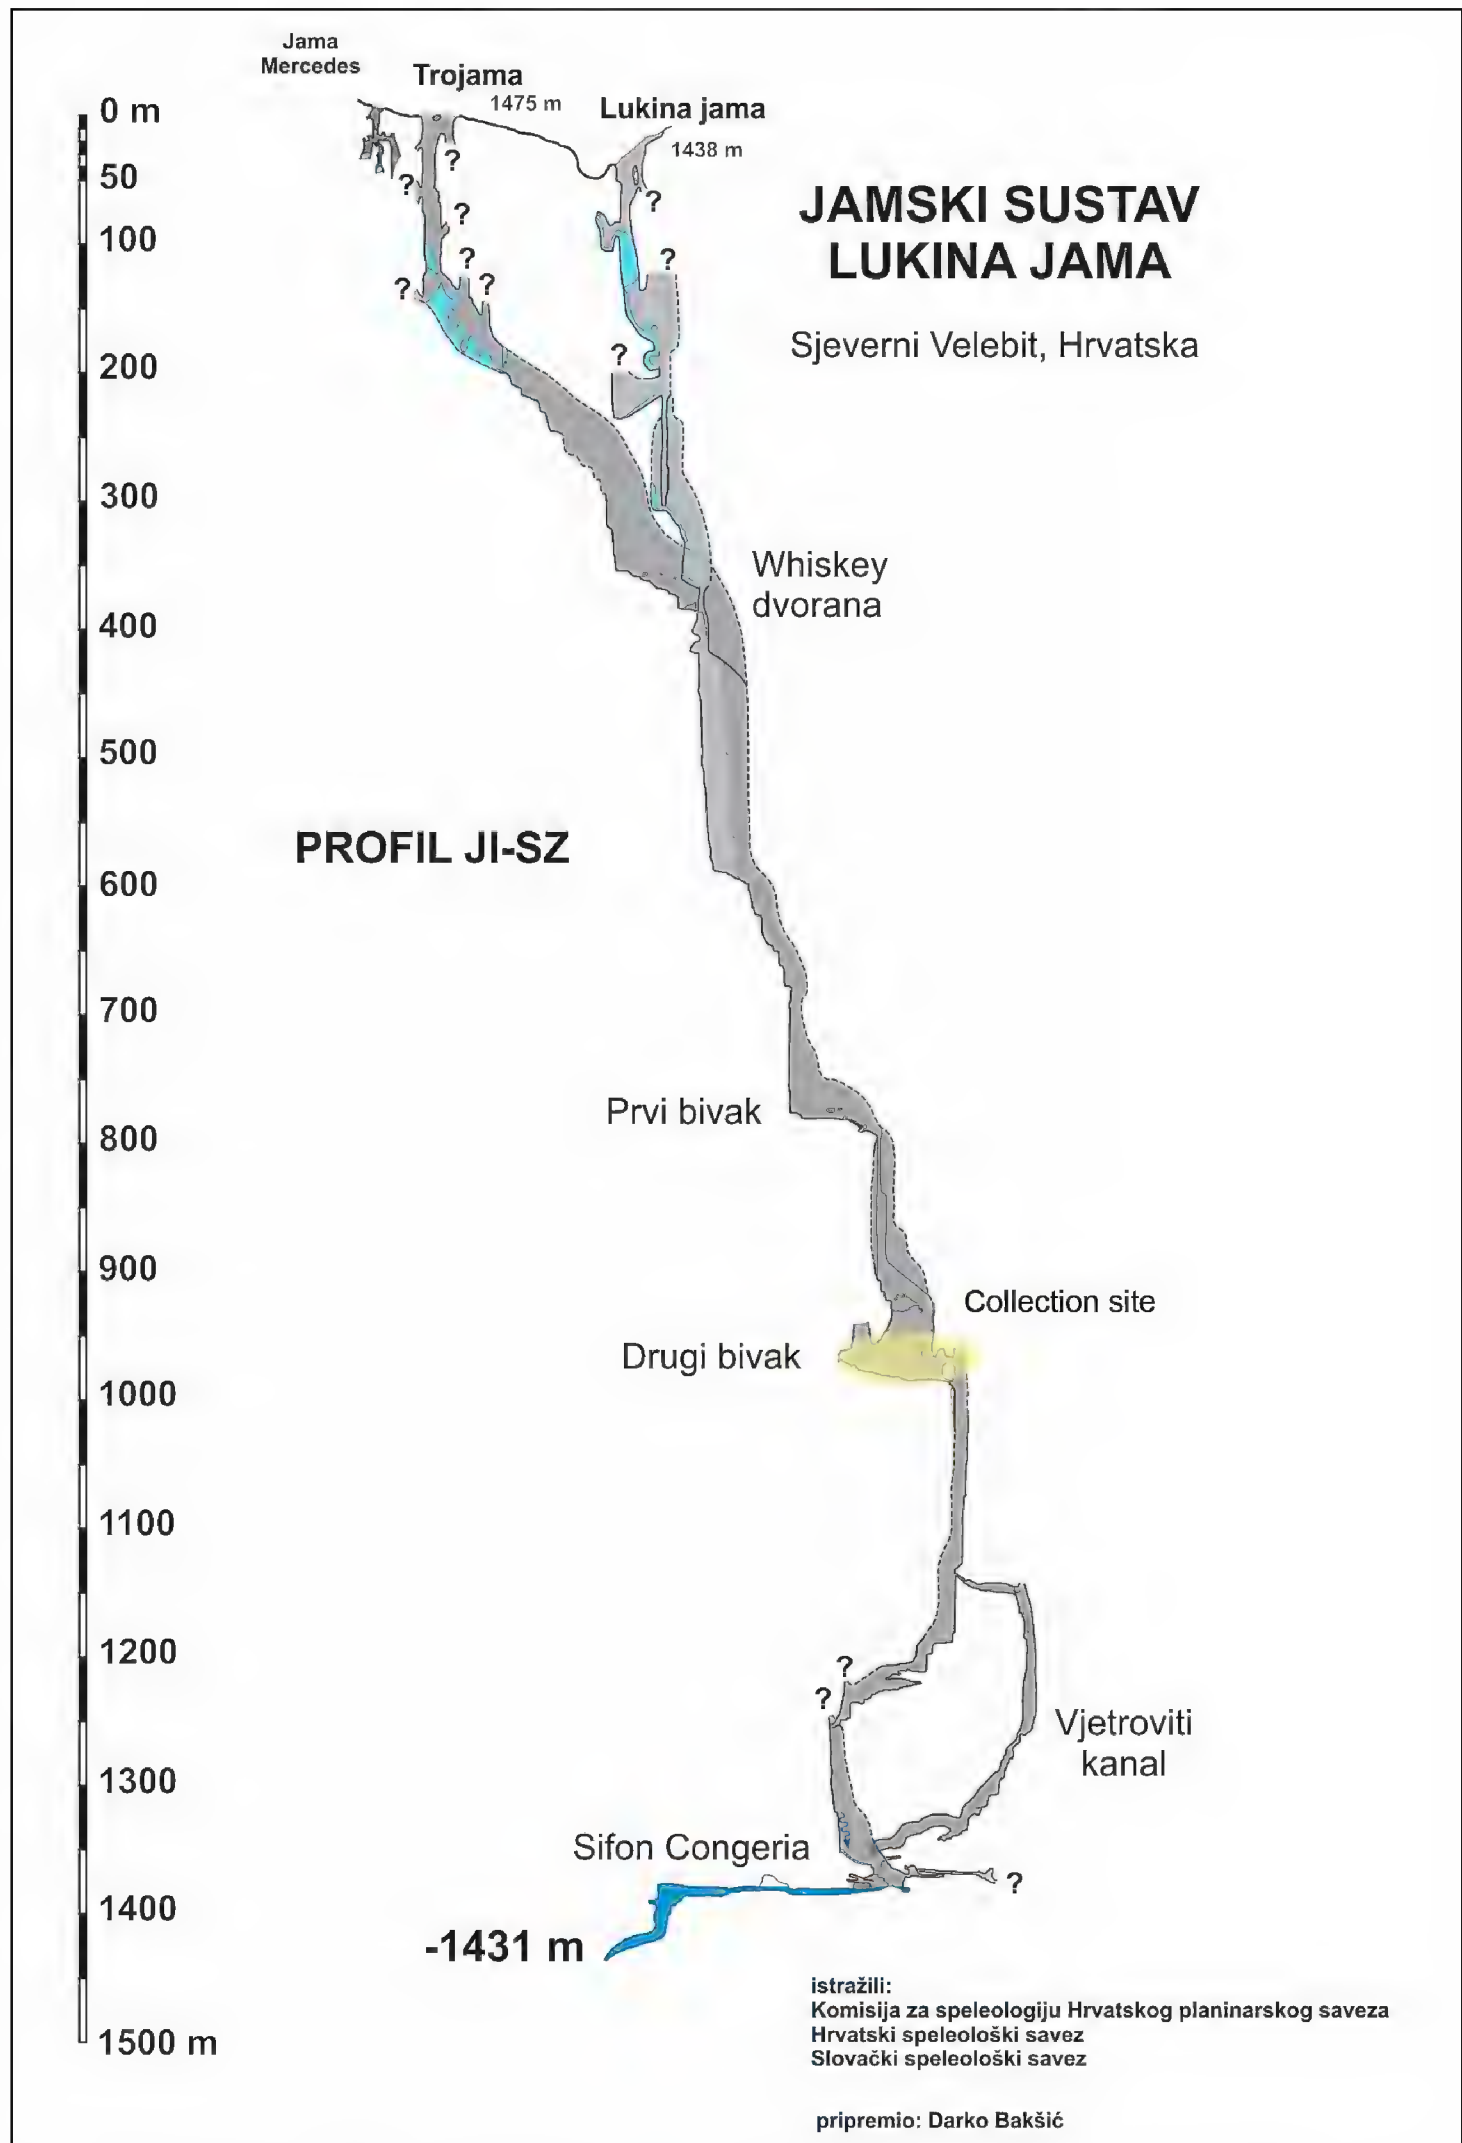 Jama
Mercedes
Trojama
1475 m
Lukina jama
1438 m
0 m
50
100
200
300
400
500
600
700
800
900
1000
1100
1200
1300
1400
1500 m
?
?
?
?
?
?
?
?
?
JAMSKI SUSTAV
LUKINA JAMA
Sjeverni Velebit, Hrvatska
Whiskey
dvorana
PROFIL JI-SZ
Prvi bivak
Collection site
Drugi bivak
?
?
Vjetroviti
kanal
Sifon Congeria
?
-1431 m
istražili:
Komisija za speleologiju Hrvatskog planinarskog saveza
Hrvatski speleološki savez
Slovački speleološki savez
pripremio: Darko Bakšić